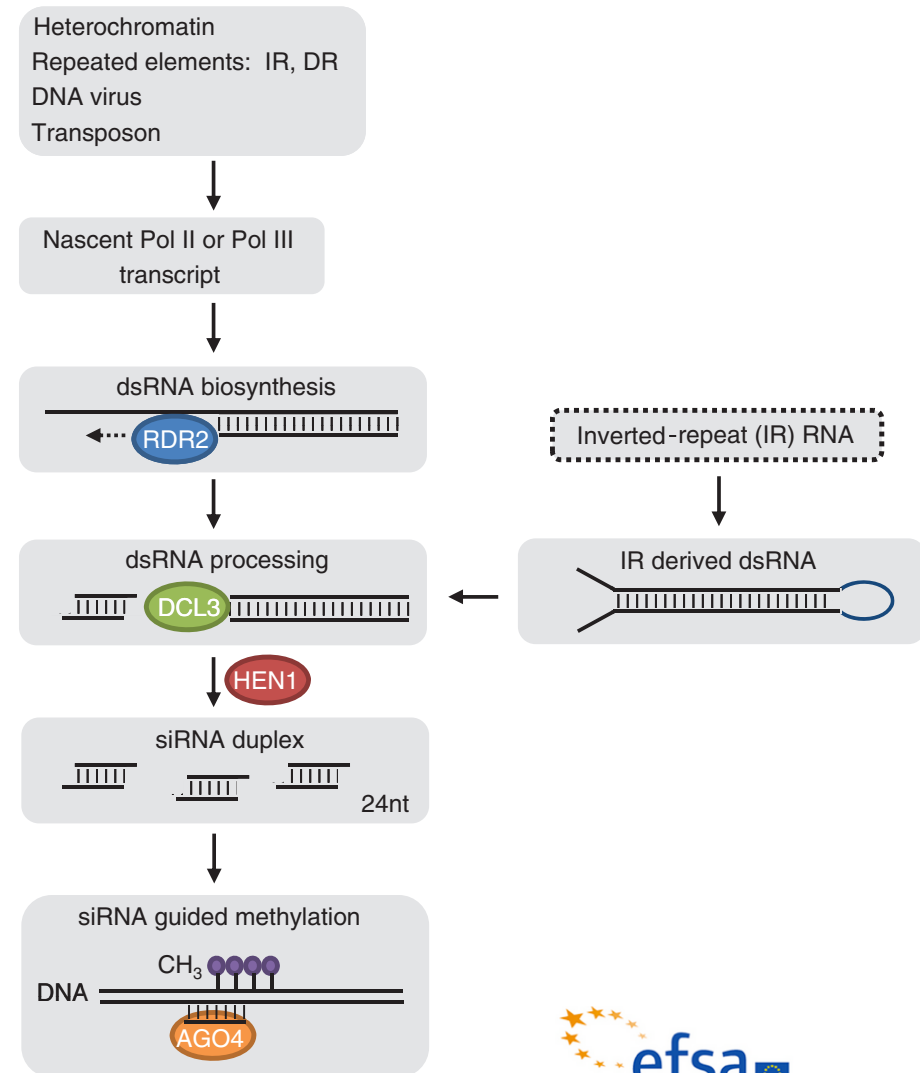 Heterochromatin
Repeated elements: IR, DR
DNA virus
Transposon
Nascent Pol II or Pol III
transcript
dsRNA biosynthesis
RDR2
Inverted-repeat (IR) RNA
dsRNA processing
DCL3
IR derived dsRNA
HEN1
siRNA duplex
24nt
siRNA guided methylation
CH₃
DNA
AGO4
efsa